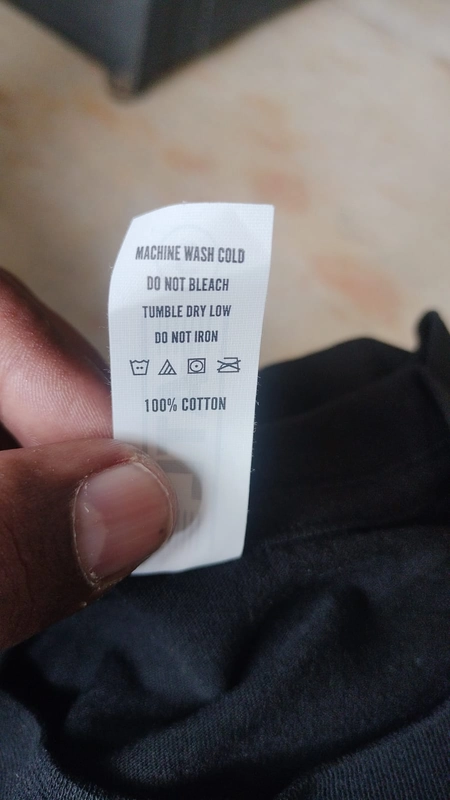 MACHINE WASH COLD
DO NOT BLEACH
TUMBLE DRY LOW
DO NOT IRON
100% COTTON